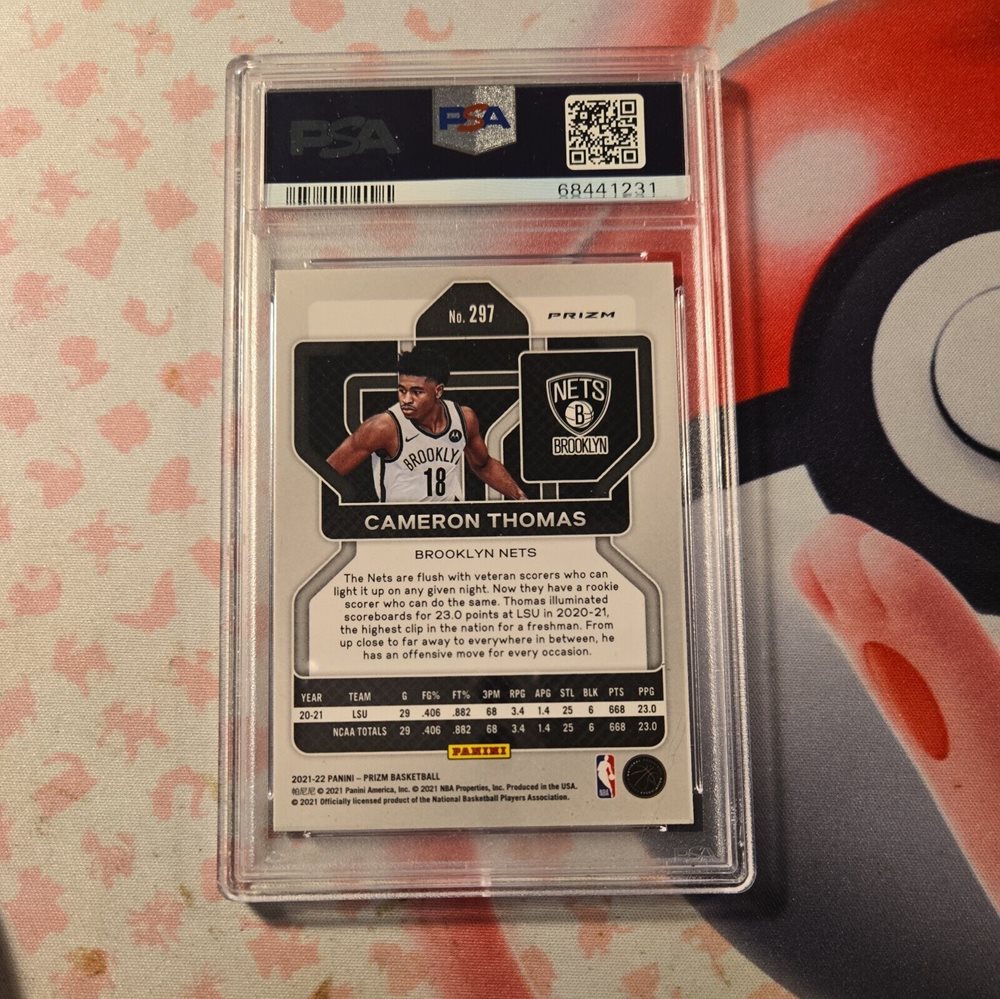 PSA
PSA
68441231
No. 297
PRIZM
NETS
B
BROOKLYN
BROOKLYN
18
CAMERON THOMAS
BROOKLYN NETS
The Nets are flush with veteran scorers who can
light it up on any given night. Now they have a rookie
scorer who can do the same. Thomas illuminated
scoreboards for 23.0 points at LSU in 2020-21,
the highest clip in the nation for a freshman. From
up close to far away to everywhere in between, he
has an offensive move for every occasion.
YEAR TEAM G FG% FT% 3PM RPG APG STL BLK PTS PPG
20-21 LSU 29 .406 .882 68 3.4 1.4 25 6 668 23.0
NCAA TOTALS 29 .406 .882 68 3.4 1.4 25 6 668 23.0
PANINI
2021-22 PANINI – PRIZM BASKETBALL
帕尼尼 © 2021 Panini America, Inc. © 2021 NBA Properties, Inc. Produced in the USA.
© 2021 Officially licensed product of the National Basketball Players Association.
NBA
PSA